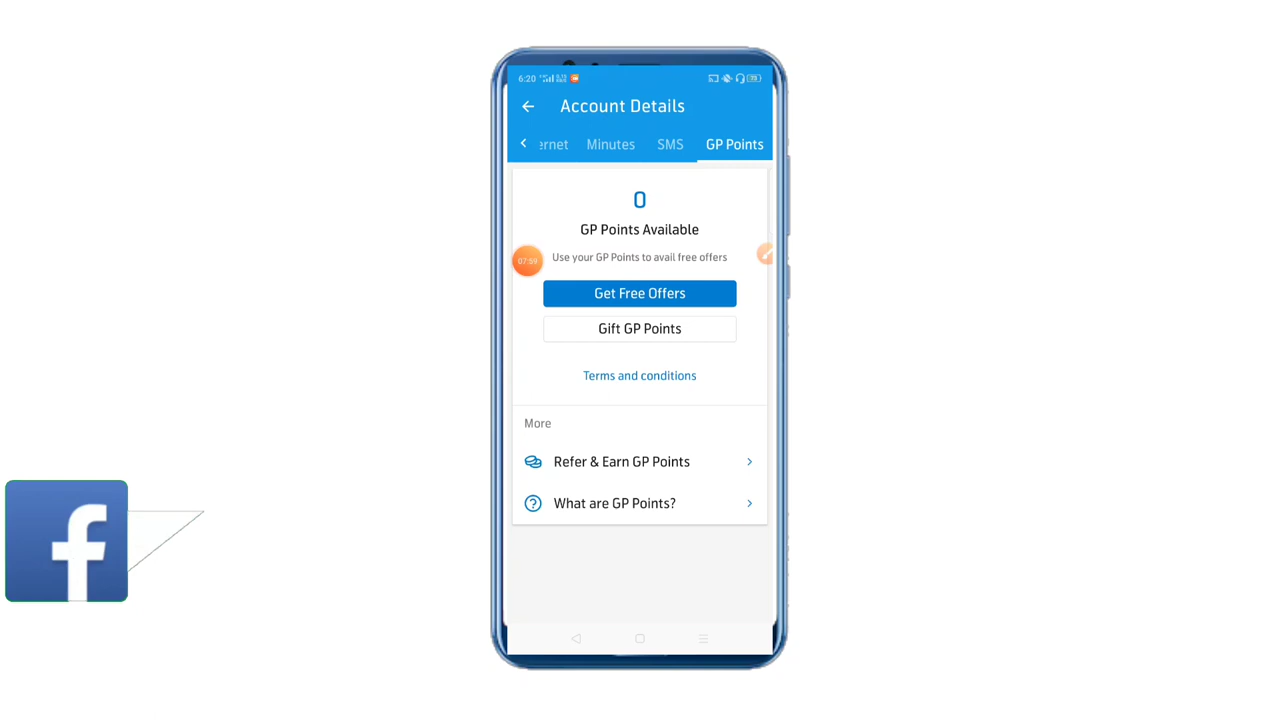 6:20
Account Details
ernet Minutes SMS GP Points
0
GP Points Available
07:59
Use your GP Points to avail free offers
Get Free Offers
Gift GP Points
Terms and conditions
More
Refer & Earn GP Points
What are GP Points?
f